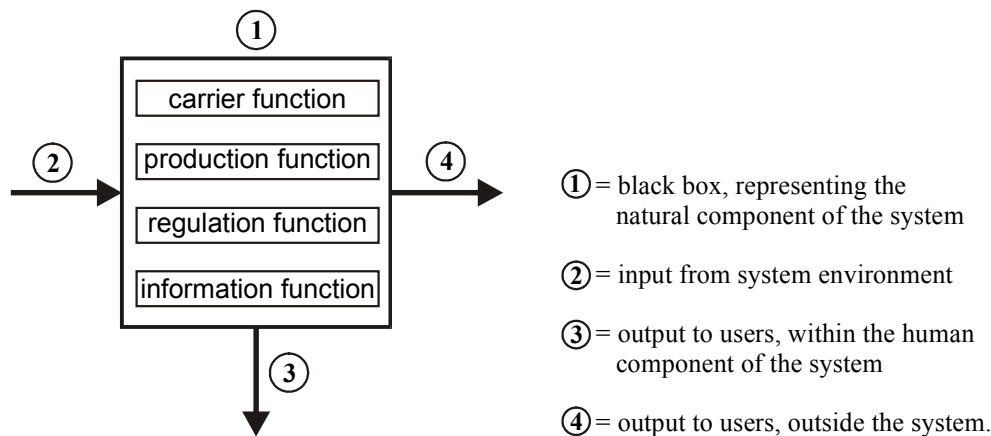 1
carrier function
2
production function
4
regulation function
information function
3
1 = black box, representing the
natural component of the system
2 = input from system environment
3 = output to users, within the human
component of the system
4 = output to users, outside the system.